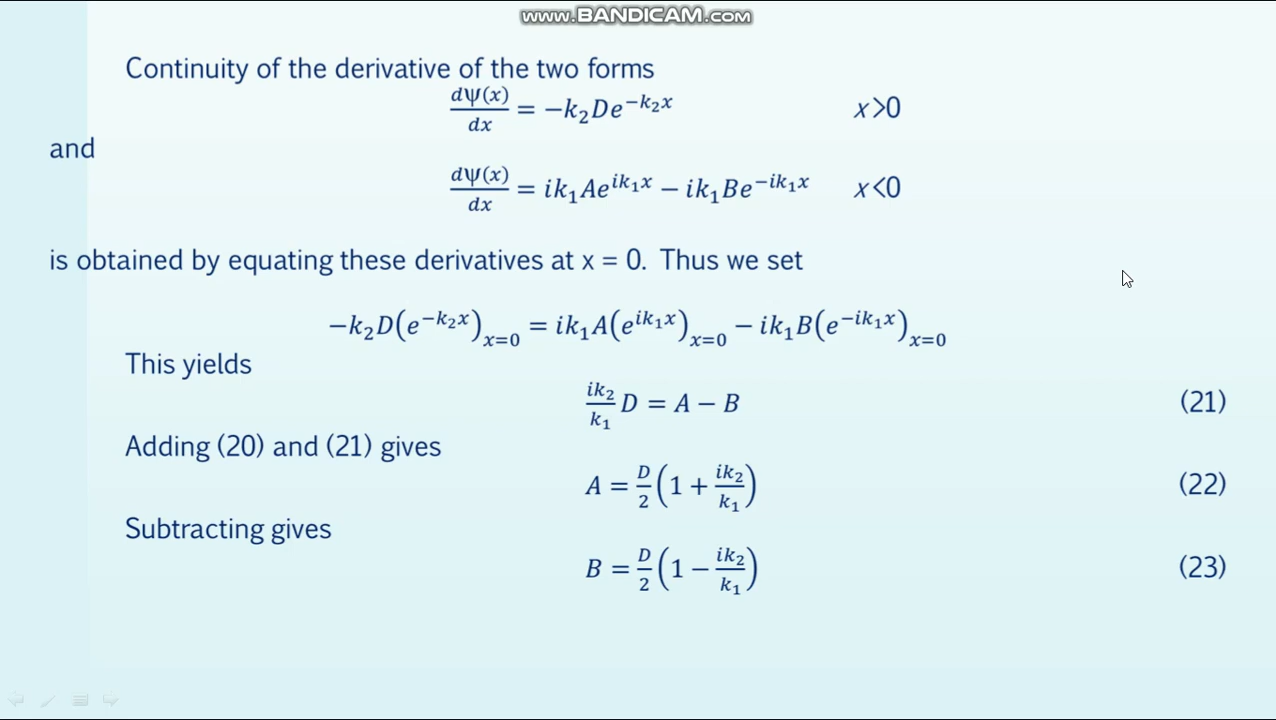 www.BANDICAM.com
Continuity of the derivative of the two forms
dψ(x)/dx = −k₂De^(−k₂x) x>0
and
dψ(x)/dx = ik₁Ae^(ik₁x) − ik₁Be^(−ik₁x) x<0
is obtained by equating these derivatives at x = 0. Thus we set
−k₂D(e^(−k₂x))ₓ₌₀ = ik₁A(e^(ik₁x))ₓ₌₀ − ik₁B(e^(−ik₁x))ₓ₌₀
This yields
ik₂/k₁ D = A − B (21)
Adding (20) and (21) gives
A = D/2 (1 + ik₂/k₁) (22)
Subtracting gives
B = D/2 (1 − ik₂/k₁) (23)